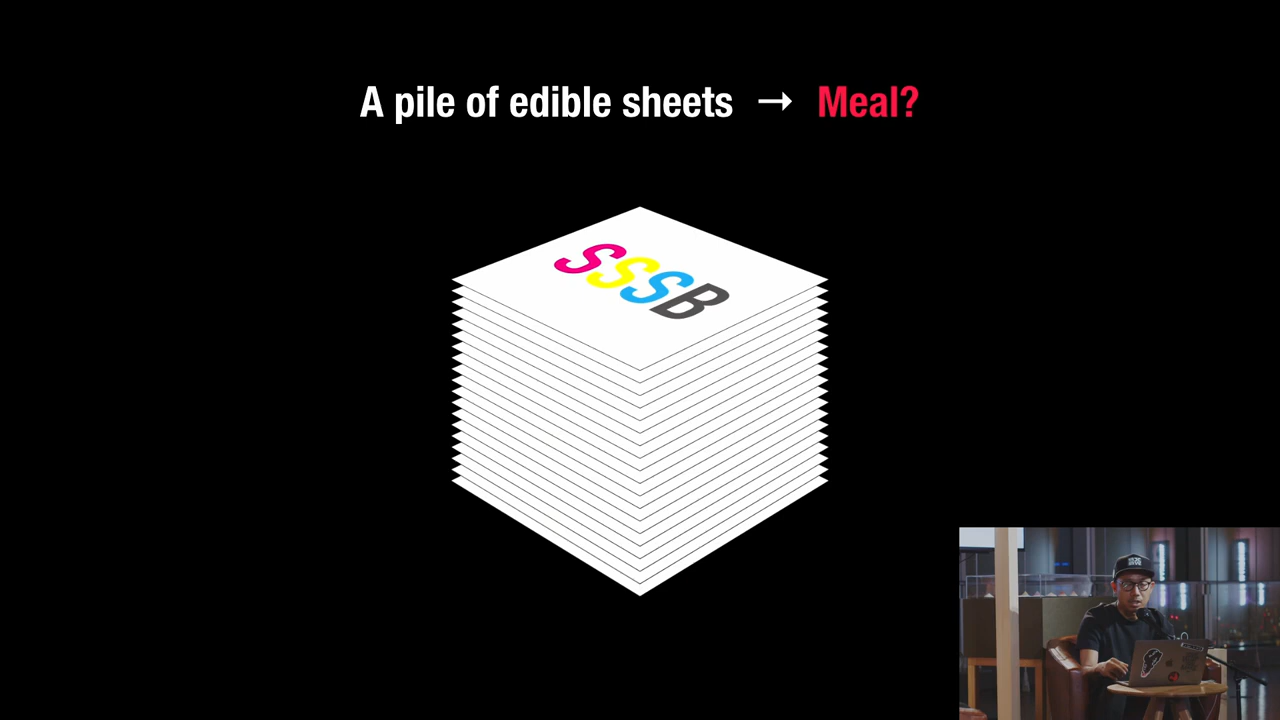 A pile of edible sheets → Meal?
SSSB